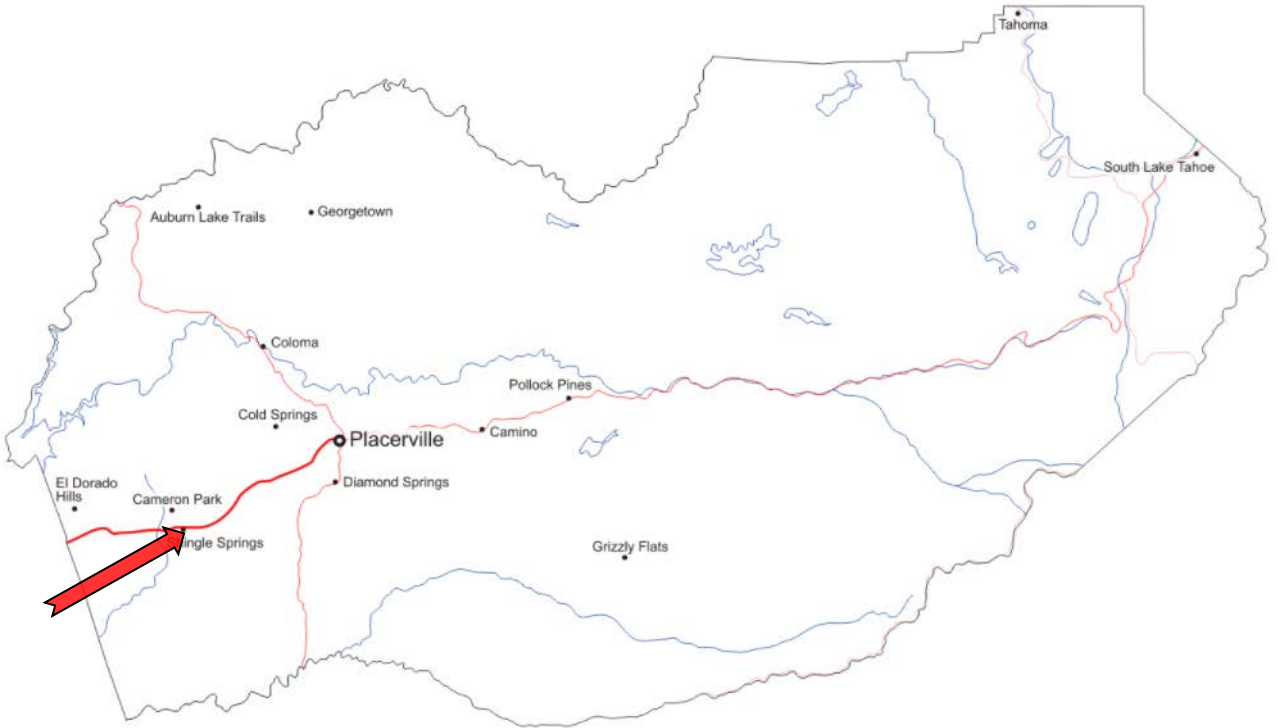 Tahoma
South Lake Tahoe
Auburn Lake Trails
Georgetown
Coloma
Pollock Pines
Cold Springs
Camino
Placerville
El Dorado
Hills
Diamond Springs
Cameron Park
Shingle Springs
Grizzly Flats